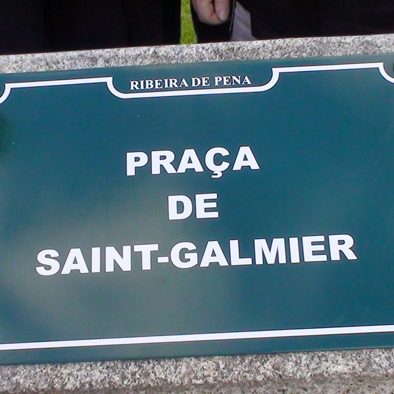 RIBEIRA DE PENA
PRAÇA
DE
SAINT-GALMIER